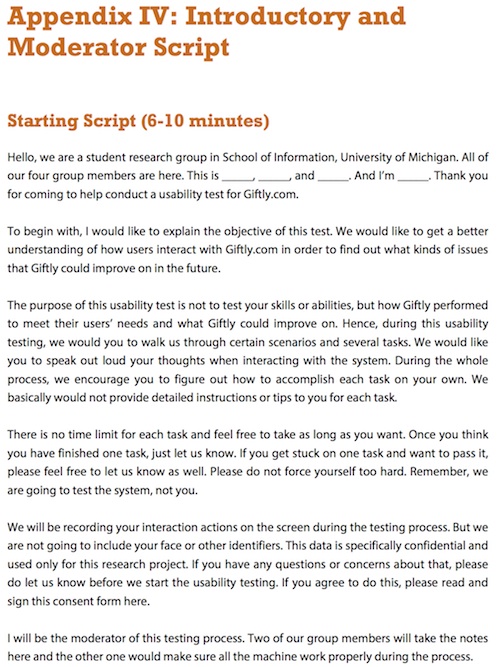 Appendix IV: Introductory and
Moderator Script
Starting Script (6-10 minutes)
Hello, we are a student research group in School of Information, University of Michigan. All of
our four group members are here. This is _____, _____, and _____. And I'm _____. Thank you
for coming to help conduct a usability test for Giftly.com.
To begin with, I would like to explain the objective of this test. We would like to get a better
understanding of how users interact with Giftly.com in order to find out what kinds of issues
that Giftly could improve on in the future.
The purpose of this usability test is not to test your skills or abilities, but how Giftly performed
to meet their users' needs and what Giftly could improve on. Hence, during this usability
testing, we would you to walk us through certain scenarios and several tasks. We would like
you to speak out loud your thoughts when interacting with the system. During the whole
process, we encourage you to figure out how to accomplish each task on your own. We
basically would not provide detailed instructions or tips to you for each task.
There is no time limit for each task and feel free to take as long as you want. Once you think
you have finished one task, just let us know. If you get stuck on one task and want to pass it,
please feel free to let us know as well. Please do not force yourself too hard. Remember, we
are going to test the system, not you.
We will be recording your interaction actions on the screen during the testing process. But we
are not going to include your face or other identifiers. This data is specifically confidential and
used only for this research project. If you have any questions or concerns about that, please
do let us know before we start the usability testing. If you agree to do this, please read and
sign this consent form here.
I will be the moderator of this testing process. Two of our group members will take the notes
here and the other one would make sure all the machine work properly during the process.